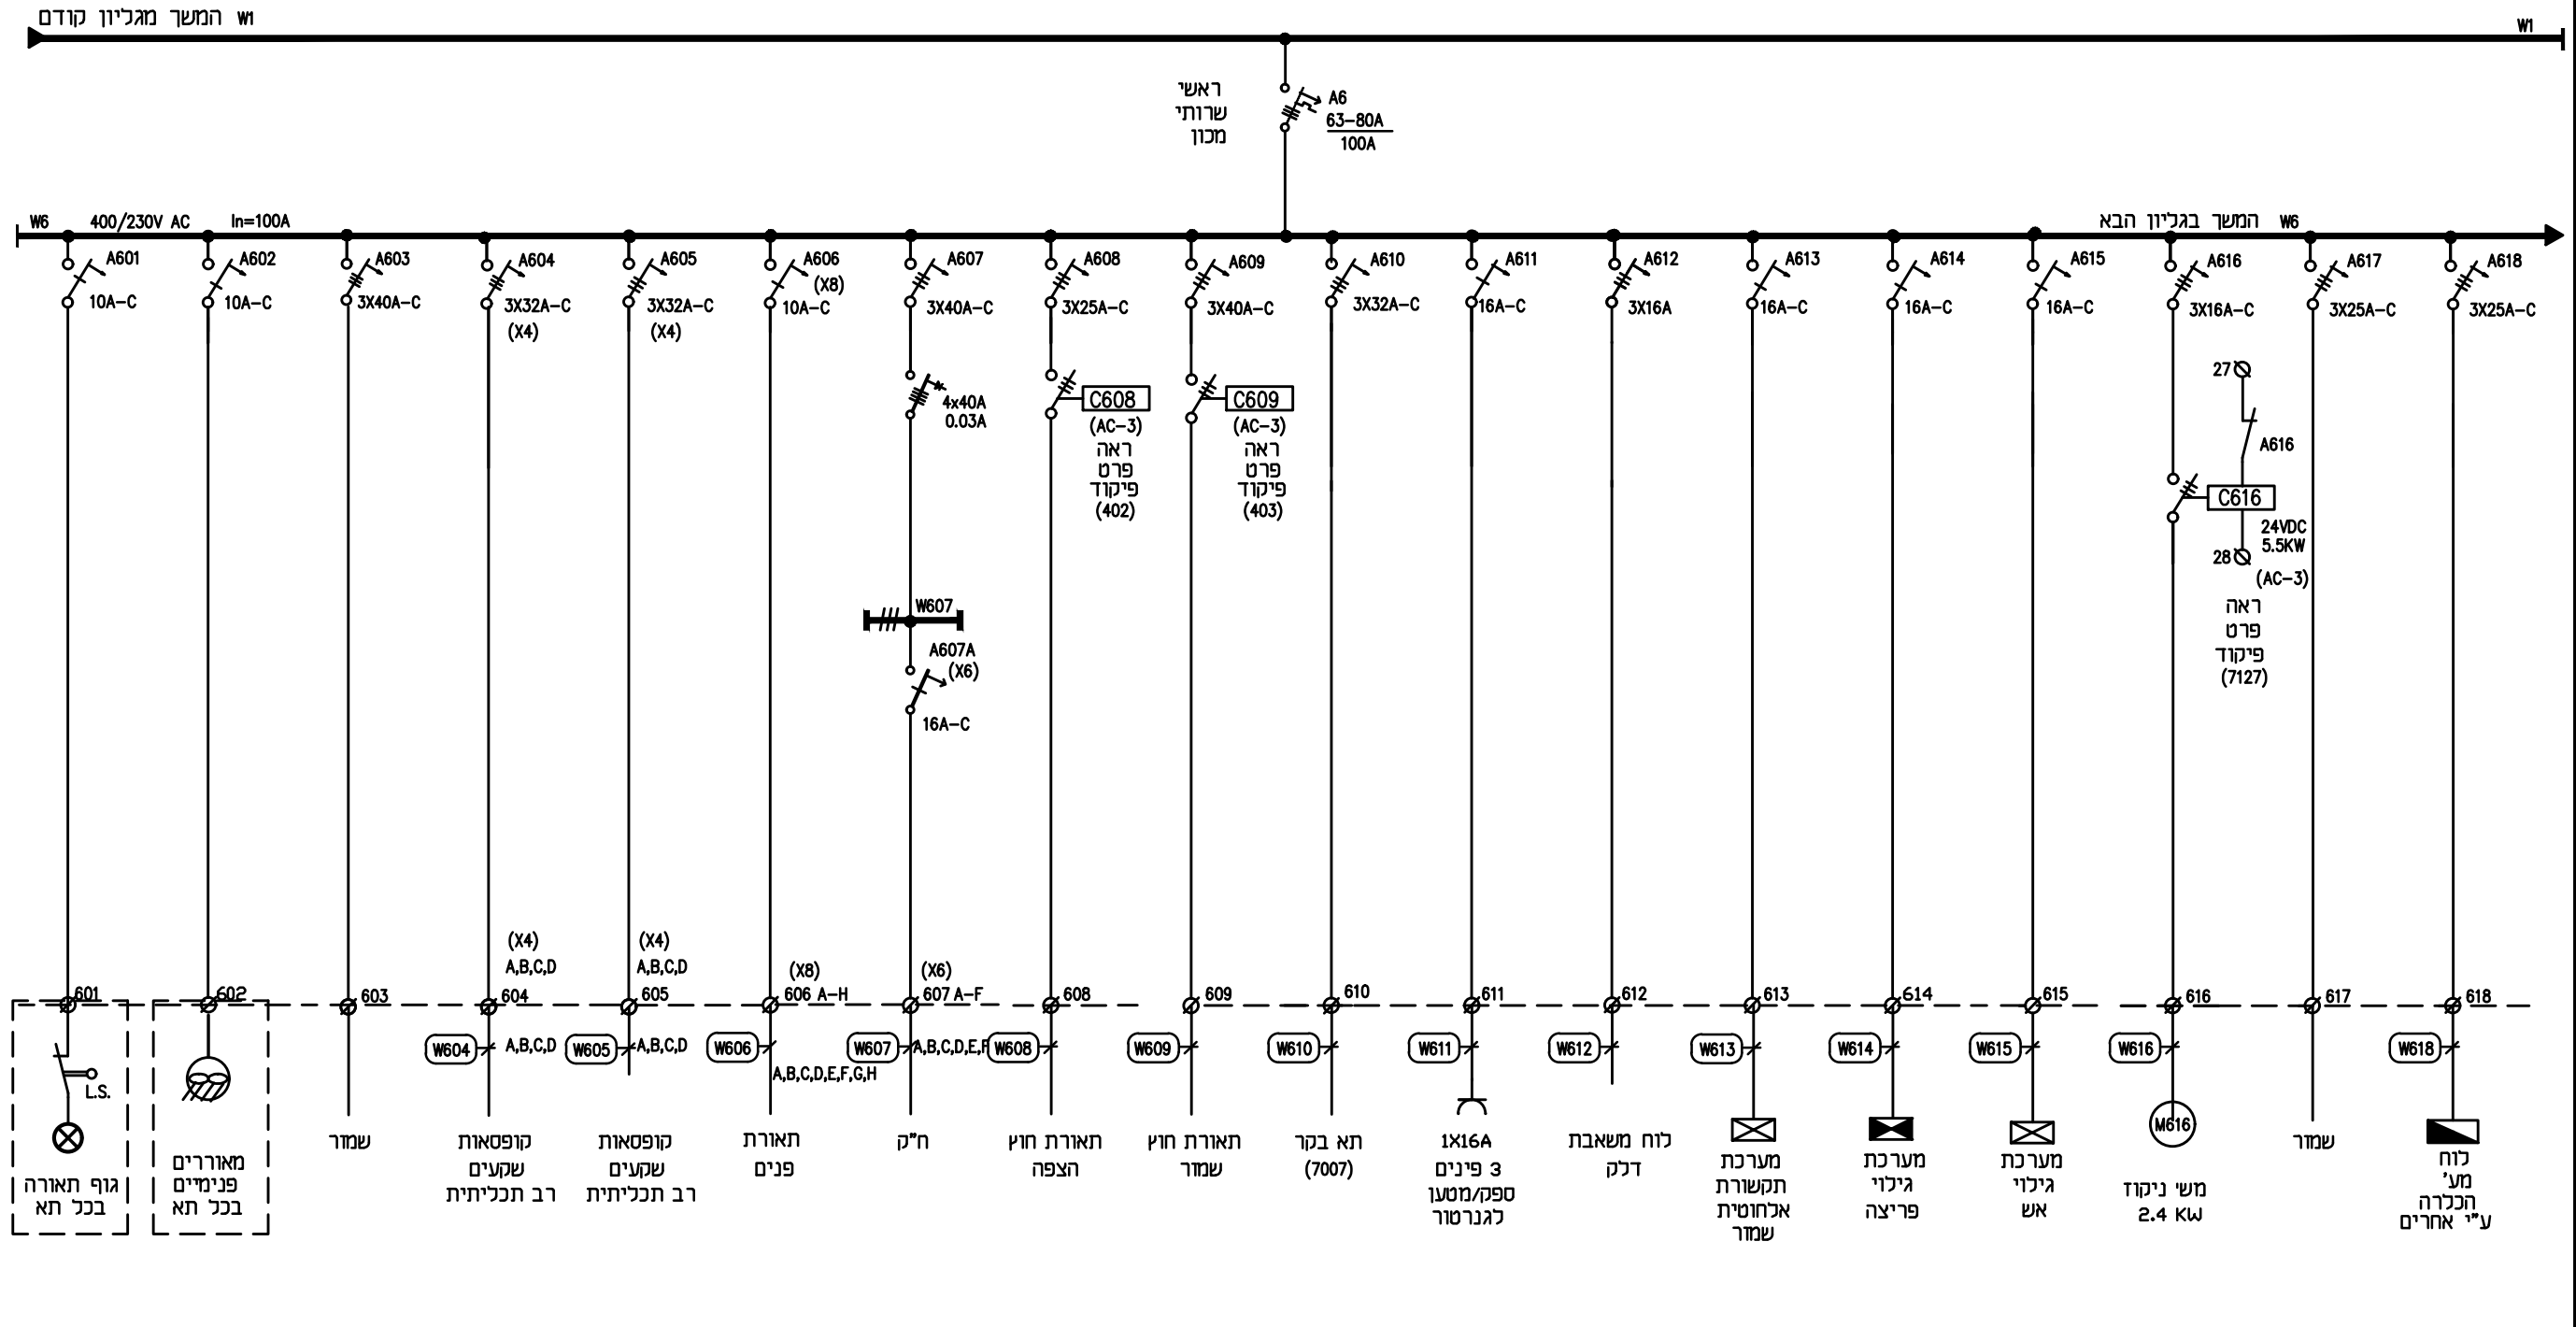 המשך מגליון קודם W1
W1
ראשי
שרותי
מכון
A6
63-80A
100A
W6 400/230V AC In=100A
המשך בגליון הבא W6
A601
10A-C
A602
10A-C
A603
3X40A-C
A604
3X32A-C
(X4)
A605
3X32A-C
(X4)
A606
(X8)
10A-C
A607
3X40A-C
A608
3X25A-C
A609
3X40A-C
A610
3X32A-C
A611
16A-C
A612
3X16A
A613
16A-C
A614
16A-C
A615
16A-C
A616
3X16A-C
A617
3X25A-C
A618
3X25A-C
4x40A
0.03A
C608
(AC-3)
ראה
פרט
פיקוד
(402)
C609
(AC-3)
ראה
פרט
פיקוד
(403)
27
A616
C616
24VDC
5.5KW
28
(AC-3)
ראה
פרט
פיקוד
(7127)
W607
A607A
(X6)
16A-C
(X4)
A,B,C,D
(X4)
A,B,C,D
(X8)
(X6)
601
602
603
604
605
606 A-H
607 A-F
608
609
610
611
612
613
614
615
616
617
618
W604
A,B,C,D
W605
A,B,C,D
W606
A,B,C,D,E,F,G,H
W607
A,B,C,D,E,F
W608
W609
W610
W611
W612
W613
W614
W615
W616
W618
L.S.
גוף תאורה
בכל תא
מאוררים
פנימיים
בכל תא
שמור
קופסאות
שקעים
רב תכליתית
קופסאות
שקעים
רב תכליתית
תאורת
פנים
ח"ק
תאורת חוץ
הצפה
תאורת חוץ
שמור
תא בקר
(7007)
1X16A
3 פינים
ספק/מטען
לגנרטור
לוח משאבת
דלק
מערכת
תקשורת
אלחוטית
שמור
מערכת
גילוי
פריצה
מערכת
גילוי
אש
M616
משי ניקוד
2.4 KW
שמור
לוח
מע'
הכלרה
ע"י אחרים